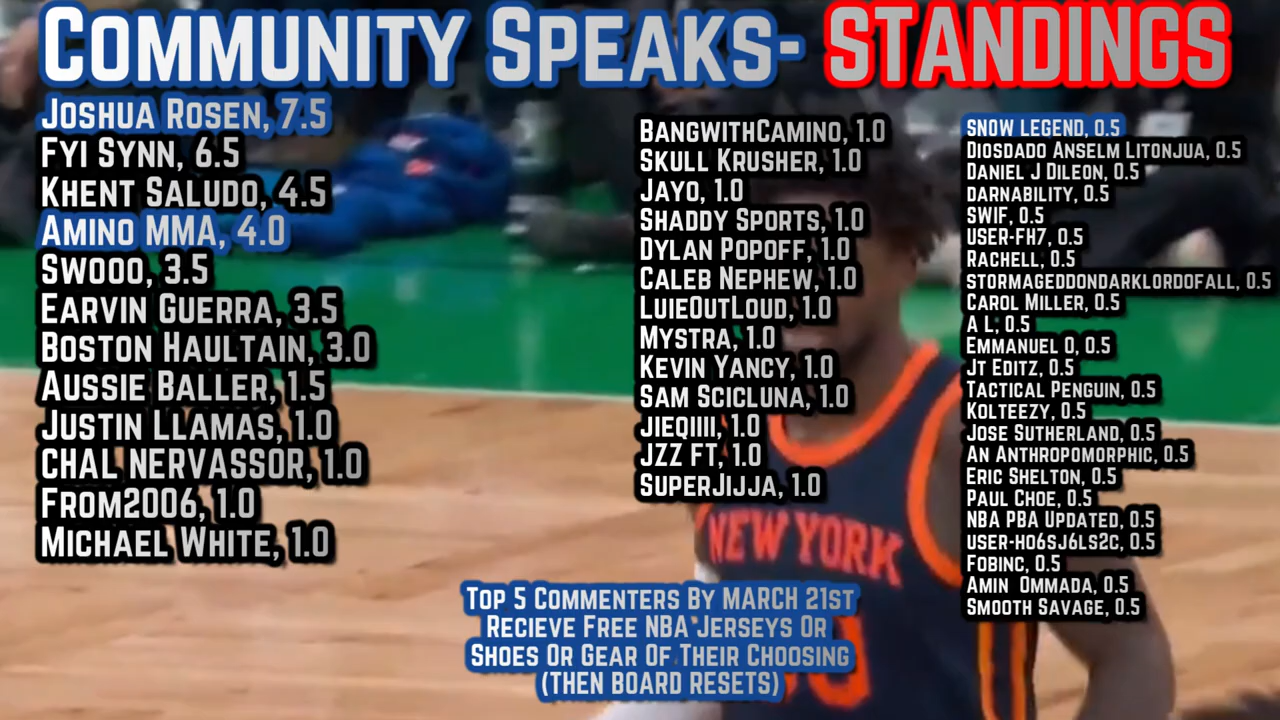 Community Speaks- STANDINGS
Joshua Rosen, 7.5
Fyi Synn, 6.5
Khent Saludo, 4.5
Amino MMA, 4.0
Swooo, 3.5
Earvin Guerra, 3.5
Boston Haultain, 3.0
Aussie Baller, 1.5
Justin Llamas, 1.0
CHAL NERVASSOR, 1.0
From2006, 1.0
Michael White, 1.0
BangwithCamino, 1.0
Skull Krusher, 1.0
Jayo, 1.0
Shaddy Sports, 1.0
Dylan Popoff, 1.0
Caleb Nephew, 1.0
LuieOutLoud, 1.0
Mystra, 1.0
Kevin Yancy, 1.0
Sam Scicluna, 1.0
JIEQIIII, 1.0
JZZ FT, 1.0
SuperJijja, 1.0
SNOW LEGEND, 0.5
Diosdado Anselm Litonjua, 0.5
Daniel J Dileon, 0.5
DARNABILITY, 0.5
SWIF, 0.5
USER-FH7, 0.5
Rachell, 0.5
STORMAGEDDONDARKLORDOFALL, 0.5
Carol Miller, 0.5
A L, 0.5
Emmanuel O, 0.5
Jt Editz, 0.5
Tactical Penguin, 0.5
Kolteezy, 0.5
Jose Sutherland, 0.5
An Anthropomorphic, 0.5
Eric Shelton, 0.5
Paul Choe, 0.5
NBA PBA Updated, 0.5
USER-HO6SJ6LS2C, 0.5
Fobinc, 0.5
Amin Ommada, 0.5
Smooth Savage, 0.5
NEW YORK
Top 5 Commenters By MARCH 21st
Recieve Free NBA Jerseys Or
Shoes Or Gear Of Their Choosing
(THEN BOARD RESETS)